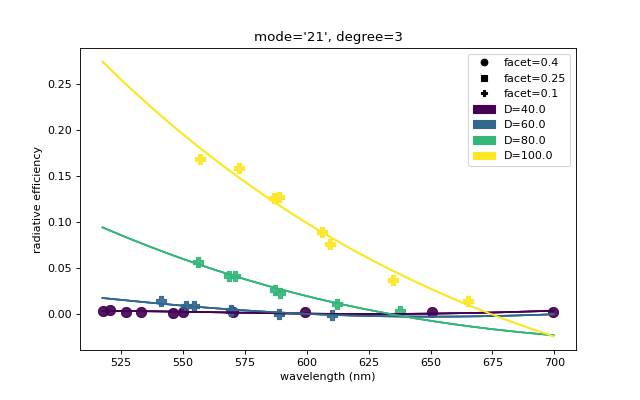 mode='21', degree=3
facet=0.4
facet=0.25
facet=0.1
D=40.0
D=60.0
D=80.0
D=100.0
0.25
0.20
0.15
0.10
0.05
0.00
radiative efficiency
525 550 575 600 625 650 675 700
wavelength (nm)